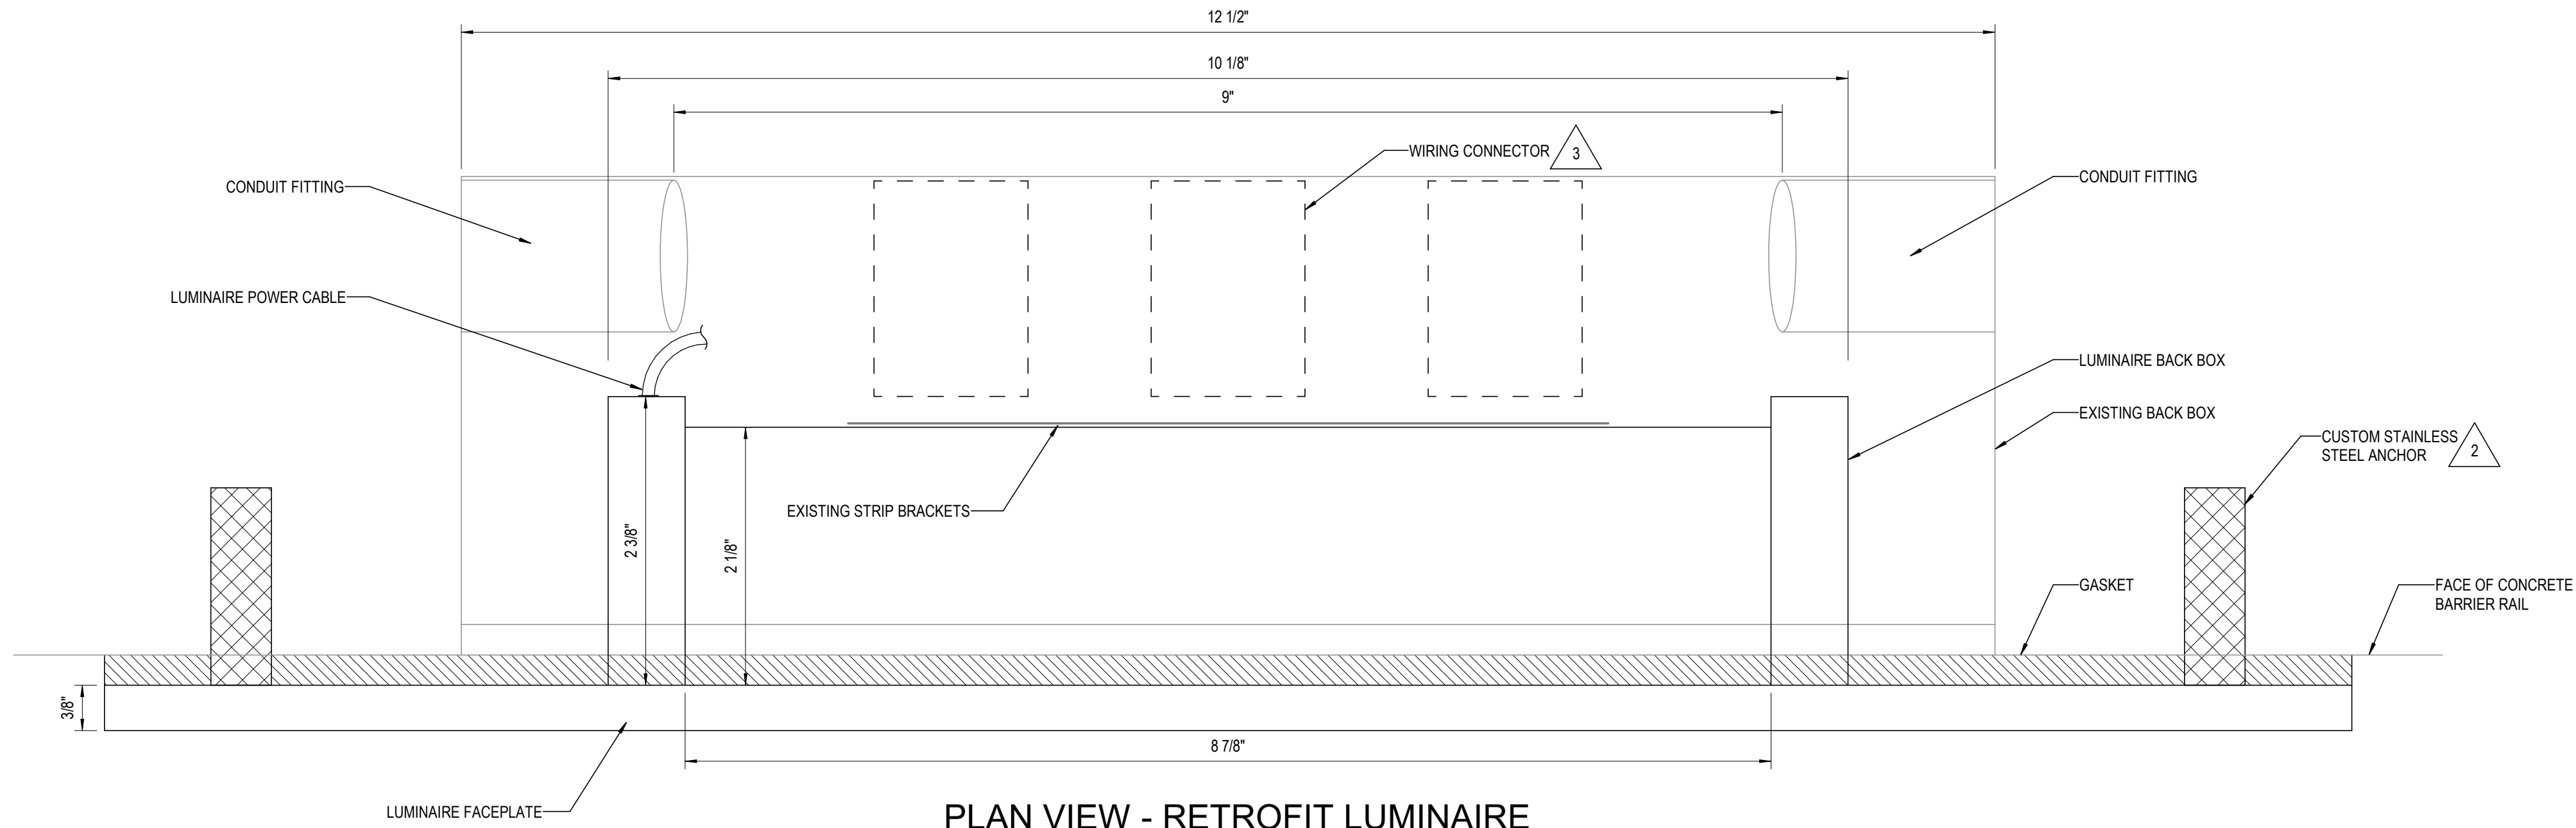 12 1/2"
10 1/8"
9"
WIRING CONNECTOR 3
CONDUIT FITTING
CONDUIT FITTING
LUMINAIRE POWER CABLE
LUMINAIRE BACK BOX
EXISTING BACK BOX
CUSTOM STAINLESS
STEEL ANCHOR 2
EXISTING STRIP BRACKETS
2 3/8"
2 1/8"
GASKET
FACE OF CONCRETE
BARRIER RAIL
3/8"
8 7/8"
LUMINAIRE FACEPLATE
PLAN VIEW - RETROFIT LUMINAIRE